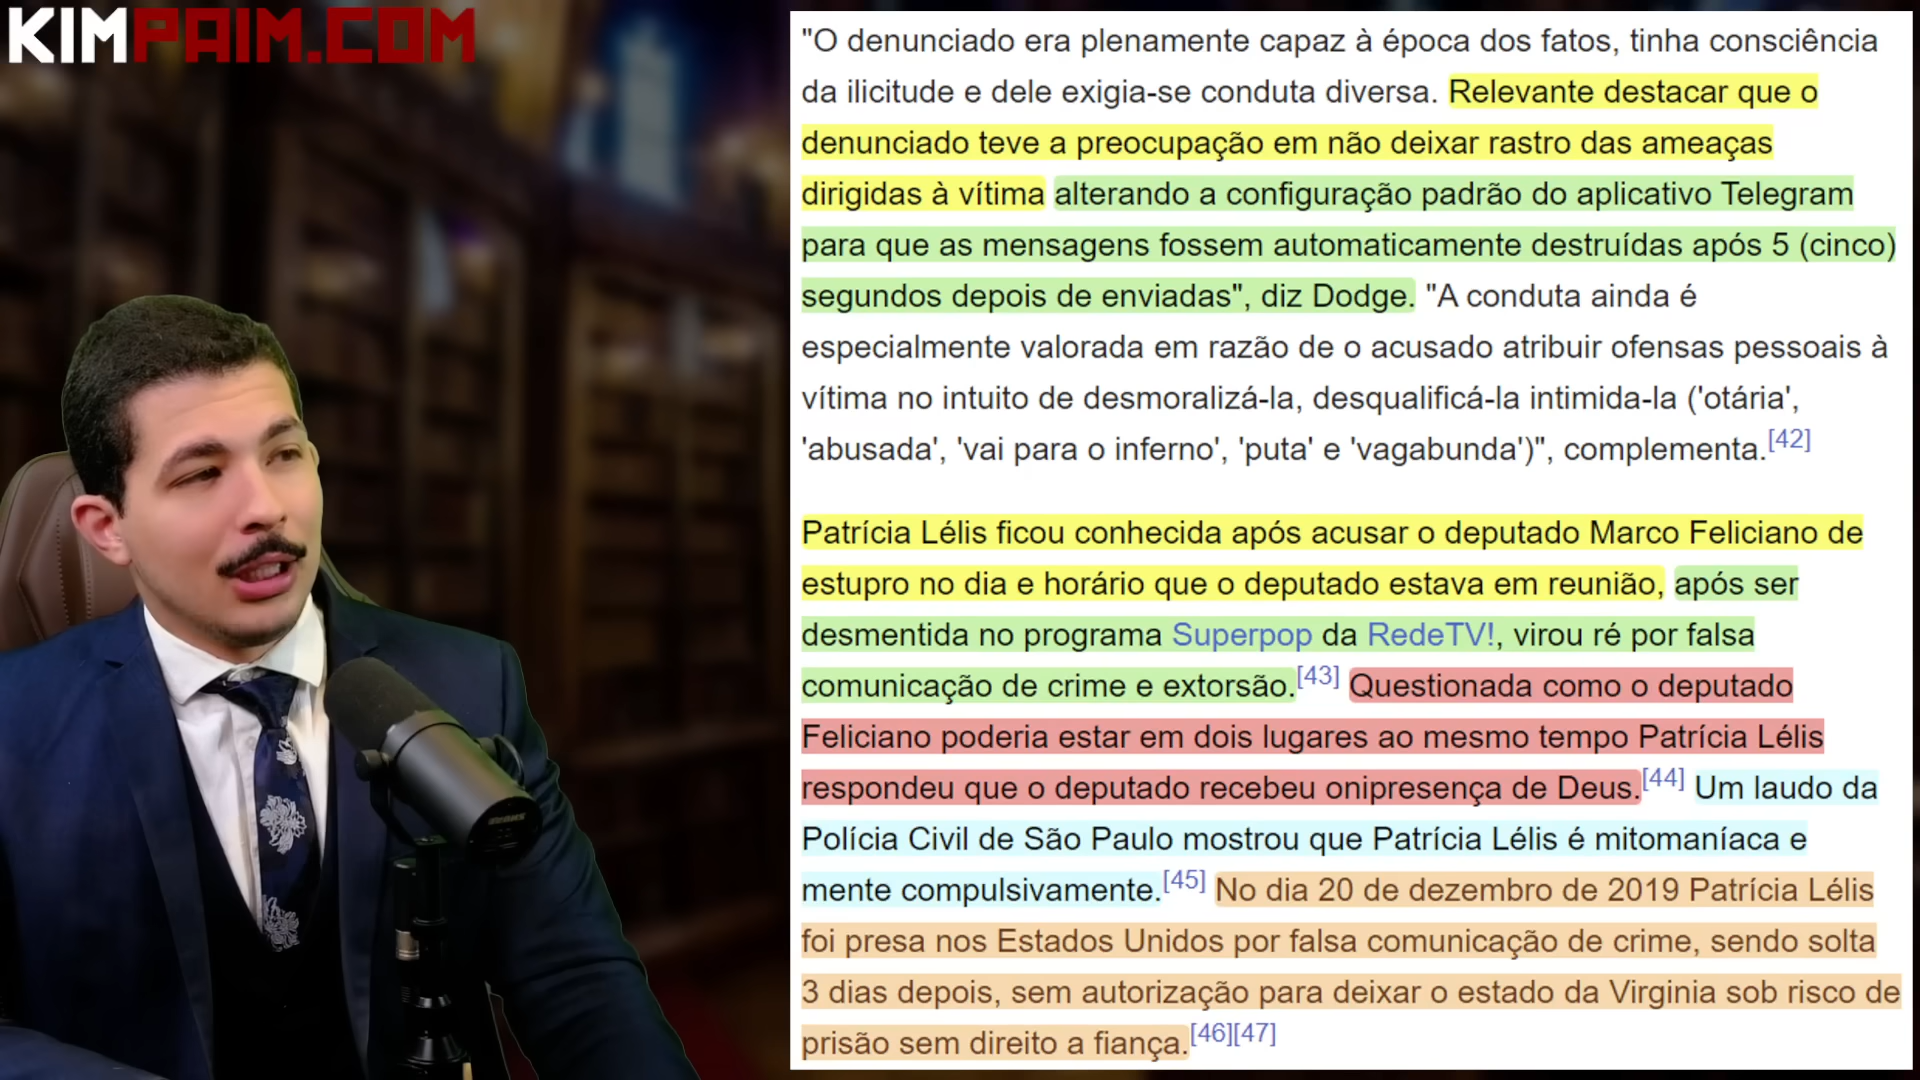 KIMPAIM.COM
"O denunciado era plenamente capaz à época dos fatos, tinha consciência
da ilicitude e dele exigia-se conduta diversa. Relevante destacar que o
denunciado teve a preocupação em não deixar rastro das ameaças
dirigidas à vítima alterando a configuração padrão do aplicativo Telegram
para que as mensagens fossem automaticamente destruídas após 5 (cinco)
segundos depois de enviadas", diz Dodge. "A conduta ainda é
especialmente valorada em razão de o acusado atribuir ofensas pessoais à
vítima no intuito de desmoralizá-la, desqualificá-la intimida-la ('otária',
'abusada', 'vai para o inferno', 'puta' e 'vagabunda')", complementa.[42]
Patrícia Lélis ficou conhecida após acusar o deputado Marco Feliciano de
estupro no dia e horário que o deputado estava em reunião, após ser
desmentida no programa Superpop da RedeTV!, virou ré por falsa
comunicação de crime e extorsão.[43] Questionada como o deputado
Feliciano poderia estar em dois lugares ao mesmo tempo Patrícia Lélis
respondeu que o deputado recebeu onipresença de Deus.[44] Um laudo da
Polícia Civil de São Paulo mostrou que Patrícia Lélis é mitomaníaca e
mente compulsivamente.[45] No dia 20 de dezembro de 2019 Patrícia Lélis
foi presa nos Estados Unidos por falsa comunicação de crime, sendo solta
3 dias depois, sem autorização para deixar o estado da Virginia sob risco de
prisão sem direito a fiança.[46][47]